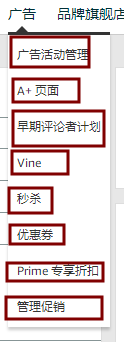 广告 品牌旗舰店
广告活动管理
A+ 页面
早期评论者计划
Vine
秒杀
优惠券
Prime 专享折扣
管理促销